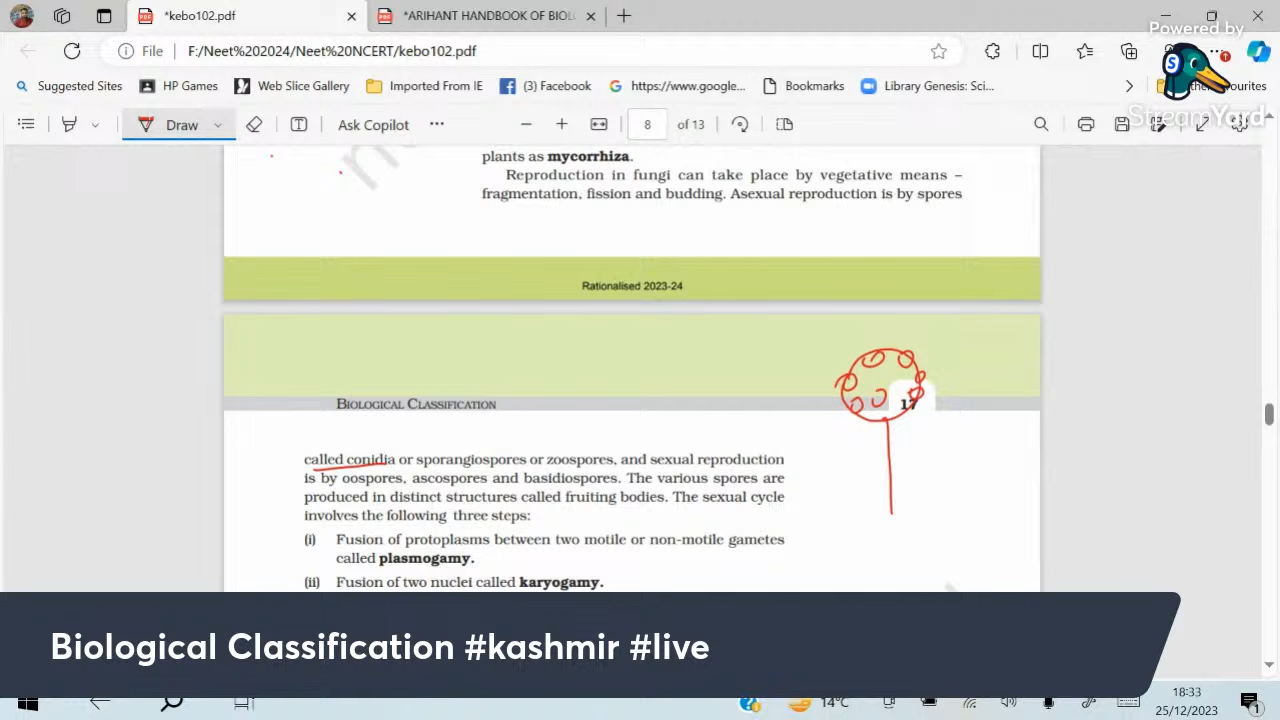 *kebo102.pdf
*ARIHANT HANDBOOK OF BIOL
Powered by
File F:/Neet%202024/Neet%20NCERT/kebo102.pdf
Suggested Sites HP Games Web Slice Gallery Imported From IE (3) Facebook https://www.google... Bookmarks Library Genesis: Sci... favourites
StreamYard
Draw Ask Copilot 8 of 13
plants as mycorrhiza.
Reproduction in fungi can take place by vegetative means –
fragmentation, fission and budding. Asexual reproduction is by spores
Rationalised 2023-24
BIOLOGICAL CLASSIFICATION 17
called conidia or sporangiospores or zoospores, and sexual reproduction
is by oospores, ascospores and basidiospores. The various spores are
produced in distinct structures called fruiting bodies. The sexual cycle
involves the following three steps:
(i) Fusion of protoplasms between two motile or non-motile gametes
called plasmogamy.
(ii) Fusion of two nuclei called karyogamy.
Biological Classification #kashmir #live
14°C 18:33
25/12/2023